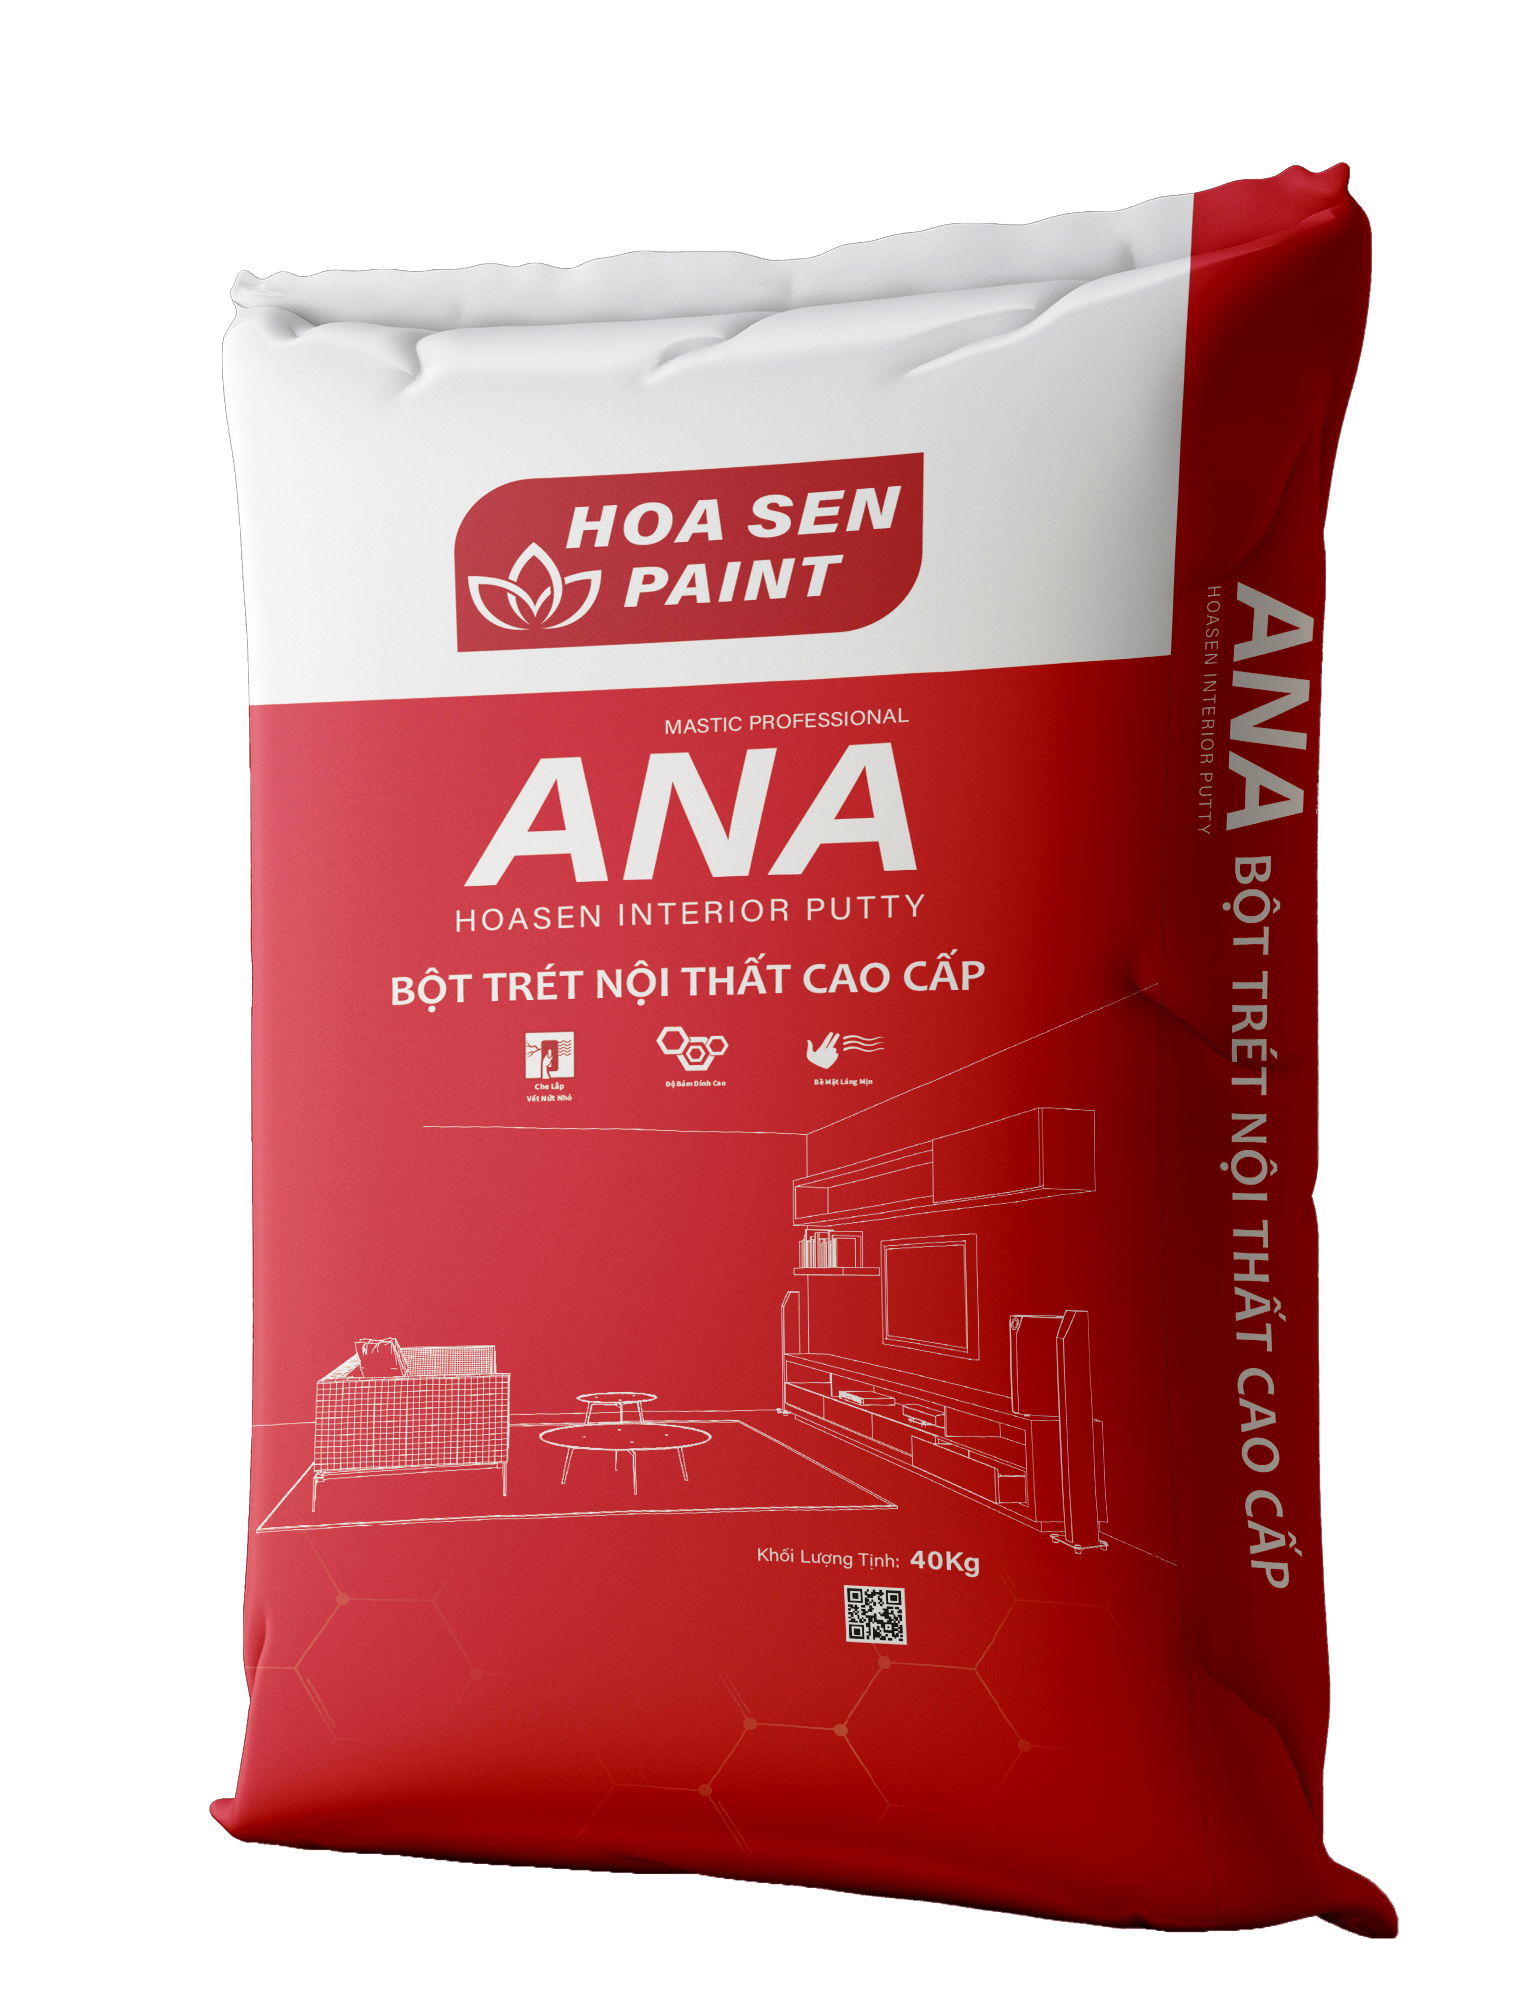 HOA SEN
PAINT
MASTIC PROFESSIONAL
ANA
HOASEN INTERIOR PUTTY
BỘT TRÉT NỘI THẤT CAO CẤP
Che Lấp
Vết Nứt Nhỏ
Độ Bám Dính Cao
Bề Mặt Láng Mịn
Khối Lượng Tịnh: 40Kg
ANA BỘT TRÉT NỘI THẤT CAO CẤP
HOASEN INTERIOR PUTTY